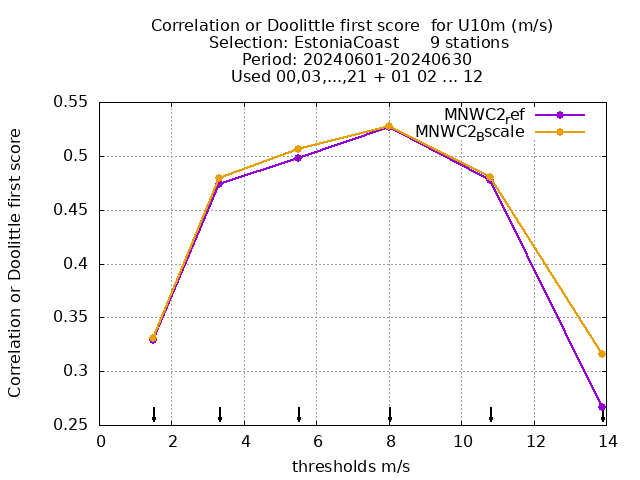 Correlation or Doolittle first score  for U10m (m/s)
Selection: EstoniaCoast      9 stations
Period: 20240601-20240630
Used 00,03,...,21 + 01 02 ... 12
MNWC2ref
MNWC2Bscale
Correlation or Doolittle first score
0.55
0.5
0.45
0.4
0.35
0.3
0.25
0 2 4 6 8 10 12 14
thresholds m/s